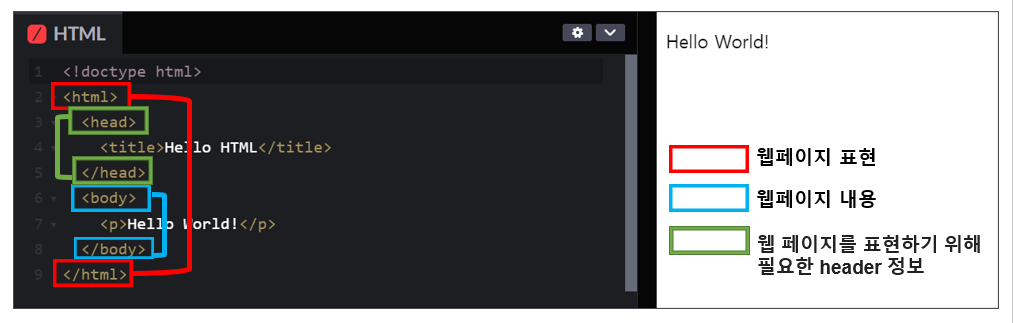 HTML
1 <!doctype html>
2 <html>
3 <head>
4 <title>Hello HTML</title>
5 </head>
6 <body>
7 <p>Hello World!</p>
8 </body>
9 </html>
Hello World!
웹페이지 표현
웹페이지 내용
웹 페이지를 표현하기 위해
필요한 header 정보